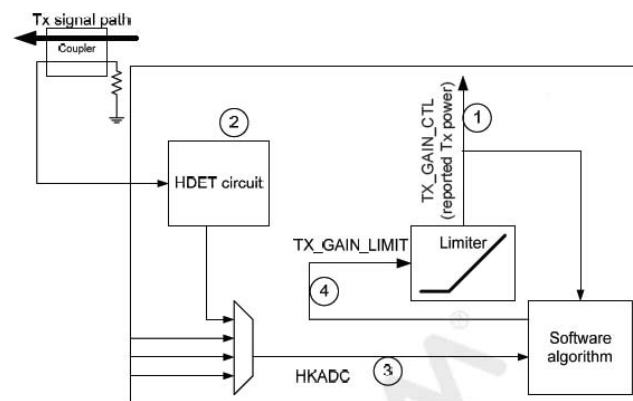 Tx signal path
Coupler
2
HDET circuit
TX_GAIN_CTL
(reported Tx power)
1
TX_GAIN_LIMIT
Limiter
4
Software
algorithm
HKADC
3
M®